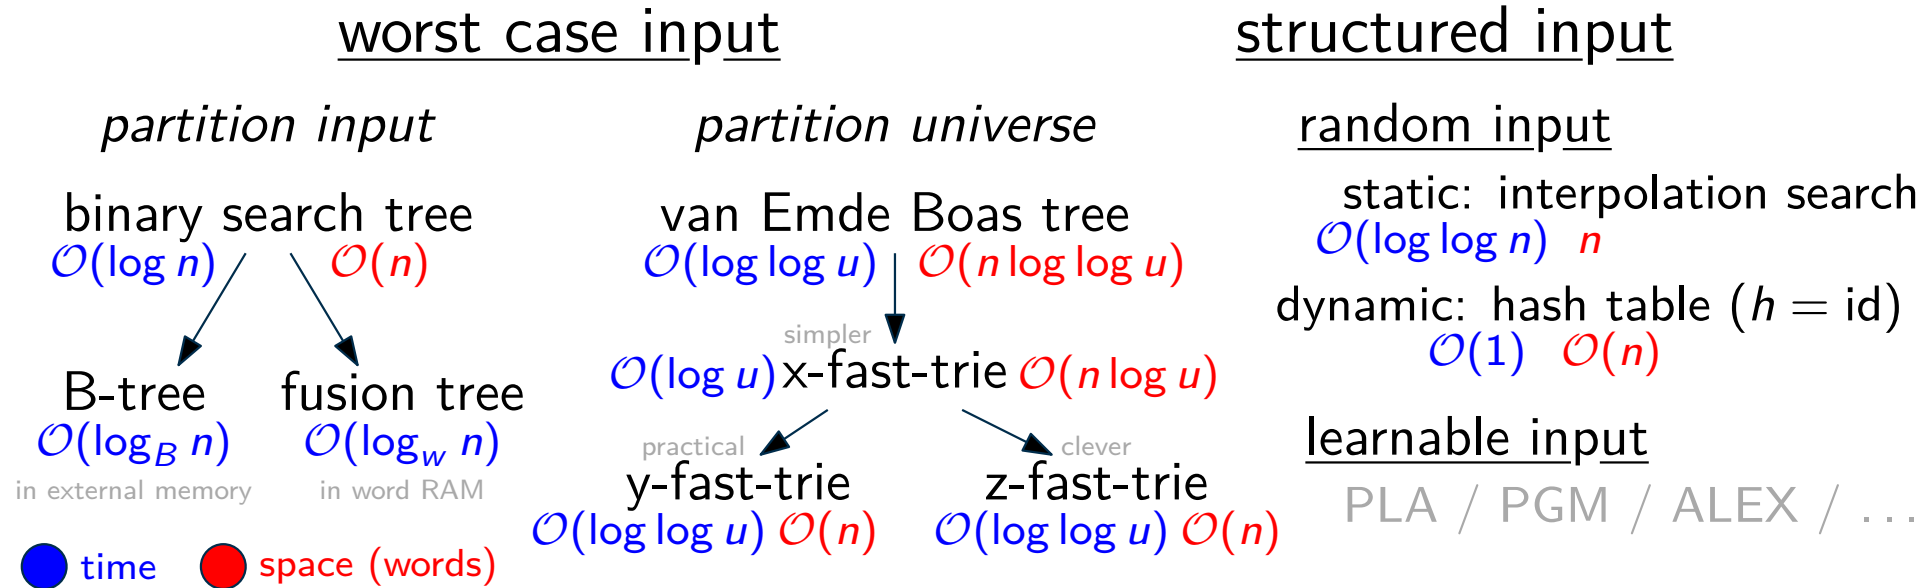 worst case input
structured input
partition input
partition universe
random input
binary search tree
O(log n) O(n)
van Emde Boas tree
O(log log u) O(n log log u)
static: interpolation search
O(log log n) n
simpler
O(log u) x-fast-trie O(n log u)
dynamic: hash table (h = id)
O(1) O(n)
B-tree
O(log_B n)
in external memory
fusion tree
O(log_w n)
in word RAM
practical
y-fast-trie
O(log log u) O(n)
clever
z-fast-trie
O(log log u) O(n)
learnable input
PLA / PGM / ALEX / ...
time
space (words)